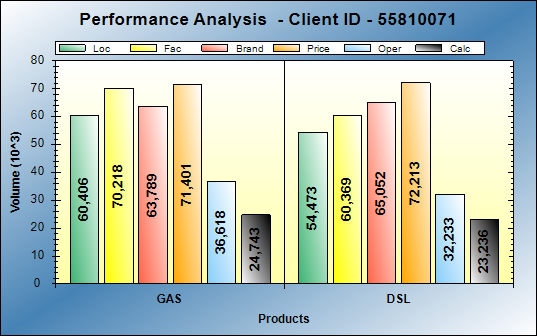 Performance Analysis - Client ID - 55810071
Loc Fac Brand Price Oper Calc
Volume (10^3)
80
70
60
50
40
30
20
10
0
60,406 70,218 63,789 71,401 36,618 24,743 54,473 60,369 65,052 72,213 32,233 23,236
GAS DSL
Products